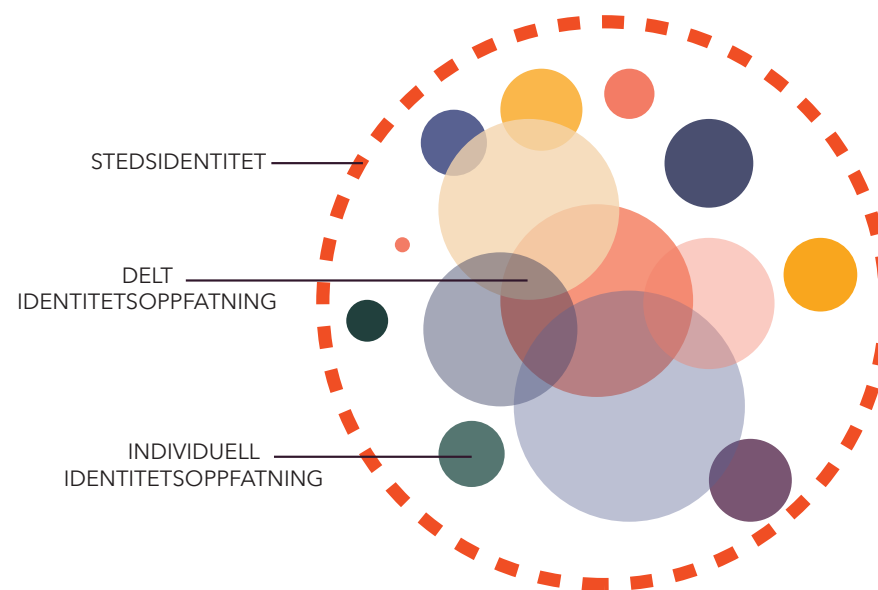 STEDSIDENTITET
DELT
IDENTITETSOPPFATNING
INDIVIDUELL
IDENTITETSOPPFATNING